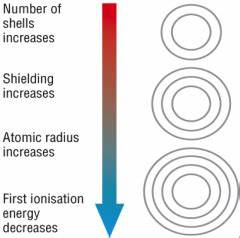 Number of
shells
increases
Shielding
increases
Atomic radius
increases
First ionisation
energy
decreases